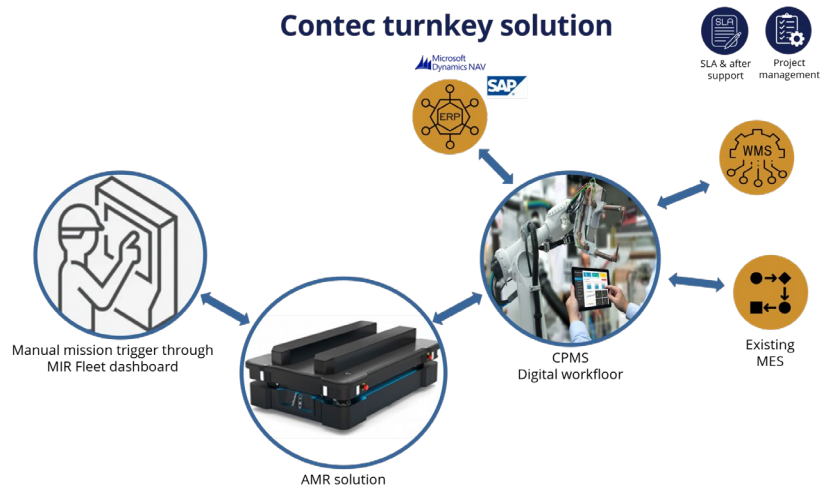 Contec turnkey solution
SLA
SLA & after
support
Project
management
Microsoft
Dynamics NAV
SAP
ERP
WMS
Manual mission trigger through
MIR Fleet dashboard
AMR solution
CPMS
Digital workfloor
Existing
MES